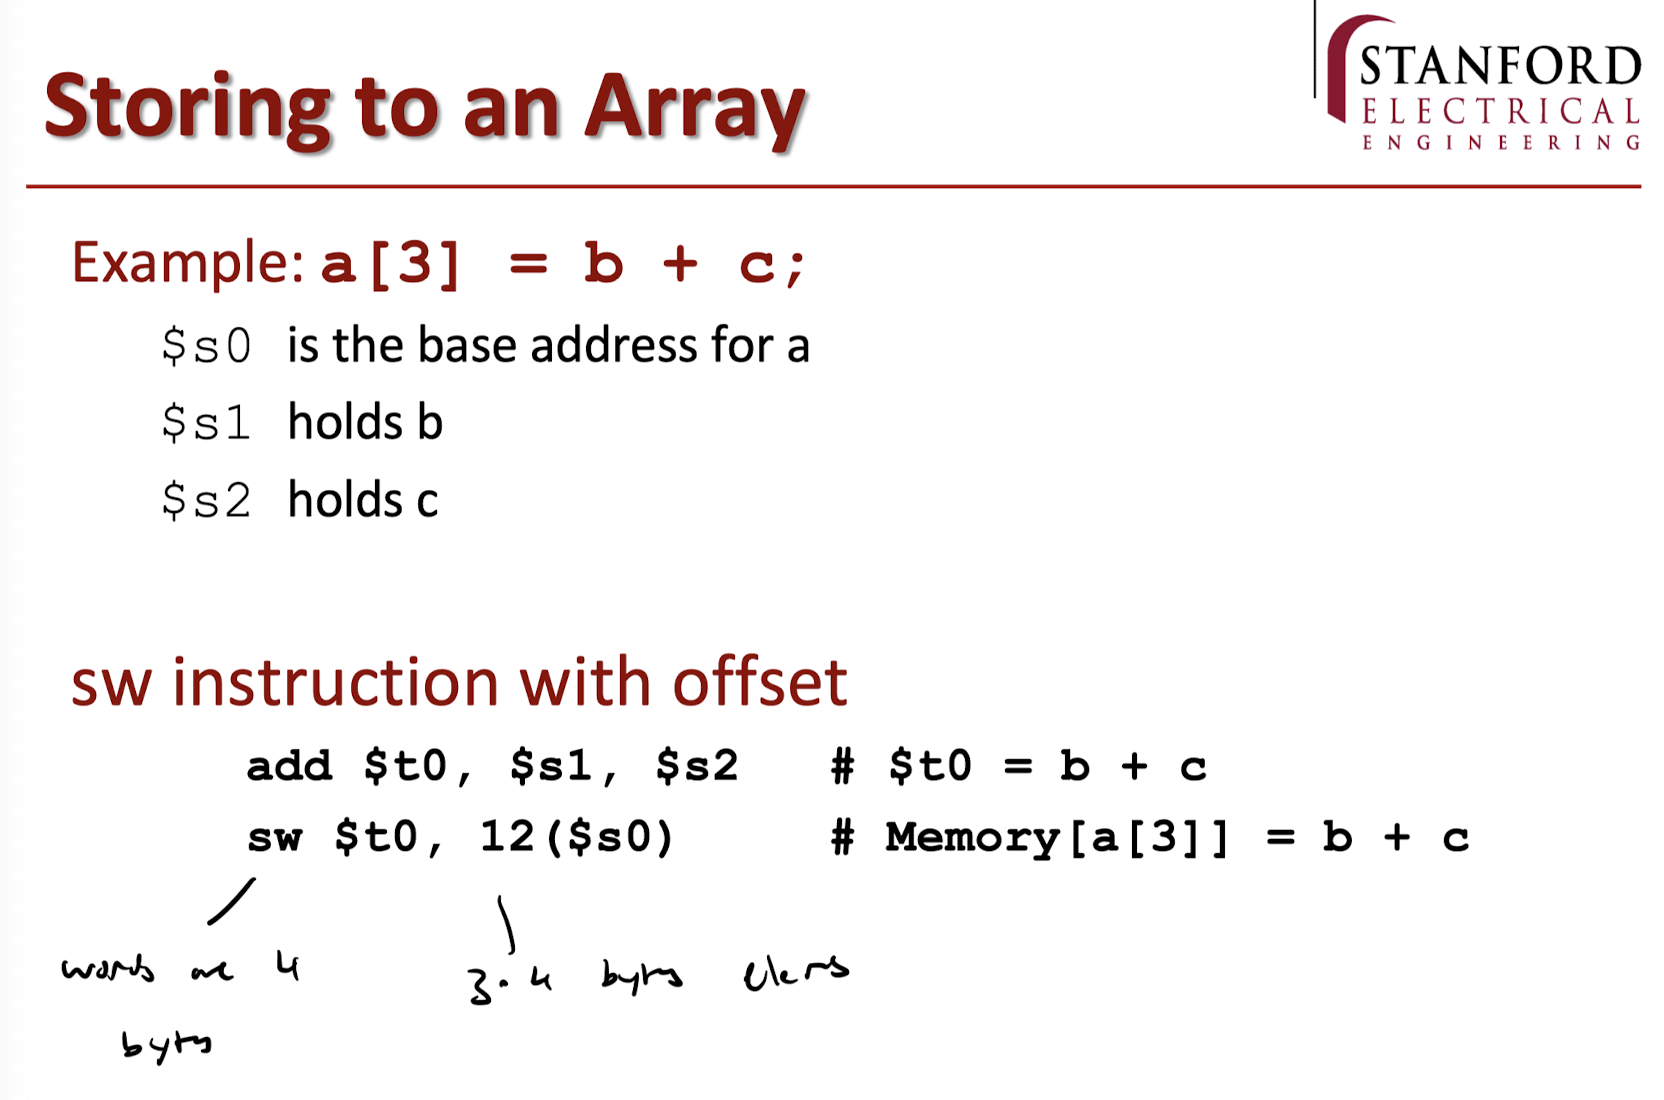 Storing to an Array
STANFORD
ELECTRICAL
ENGINEERING
Example: a[3] = b + c;
$s0 is the base address for a
$s1 holds b
$s2 holds c
sw instruction with offset
add $t0, $s1, $s2 # $t0 = b + c
sw $t0, 12($s0) # Memory[a[3]] = b + c
words are 4
bytes
3·4 bytes elems